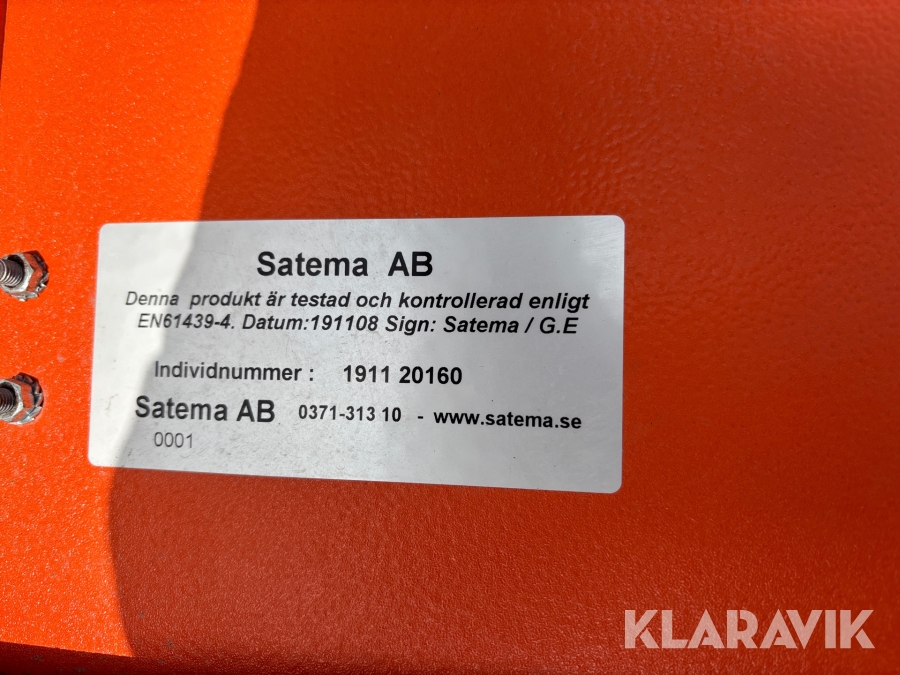 Satema AB
Denna produkt är testad och kontrollerad enligt
EN61439-4. Datum:191108 Sign: Satema / G.E
Individnummer : 1911 20160
Satema AB 0371-313 10 - www.satema.se
0001
KLARAVIK